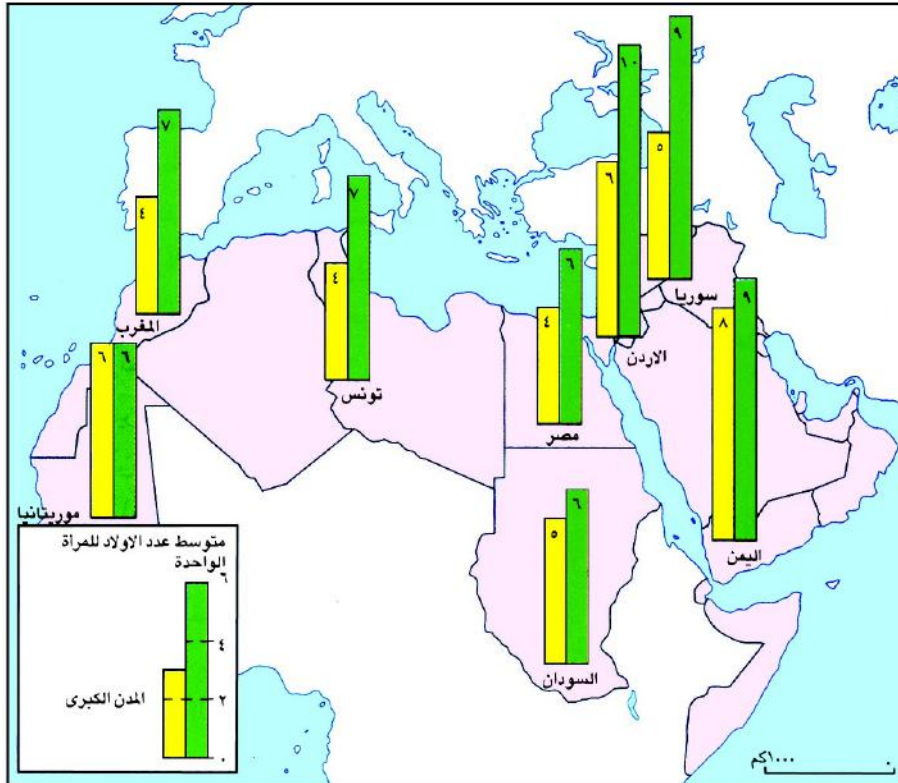 ٩
١٠
٧
٥
٦
٧
٤
٤
٦
٤
سوريا
٩
٨
المغرب
الاردن
٦
٦
تونس
مصر
٦
٥
موريتانيا
اليمن
متوسط عدد الاولاد للمرأة
الواحدة
٦
٤
المدن الكبرى
٢
٠
السودان
١٠٠٠كم
٠